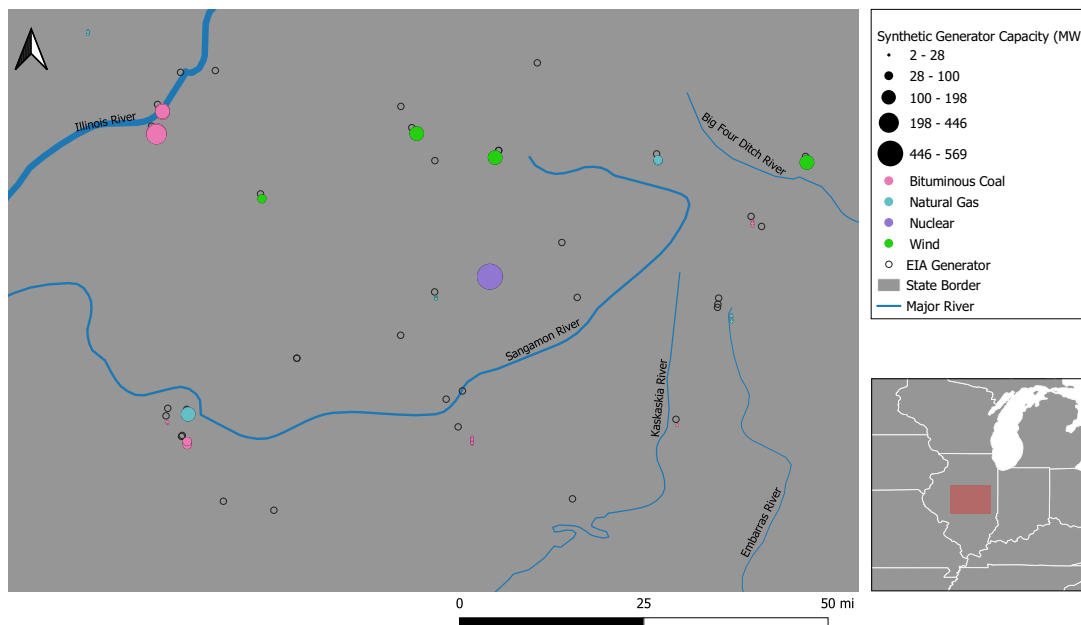 Illinois River
Big Four Ditch River
Sangamon River
Kaskaskia River
Embarras River
0 25 50 mi
Synthetic Generator Capacity (MW
2 - 28
28 - 100
100 - 198
198 - 446
446 - 569
Bituminous Coal
Natural Gas
Nuclear
Wind
EIA Generator
State Border
Major River